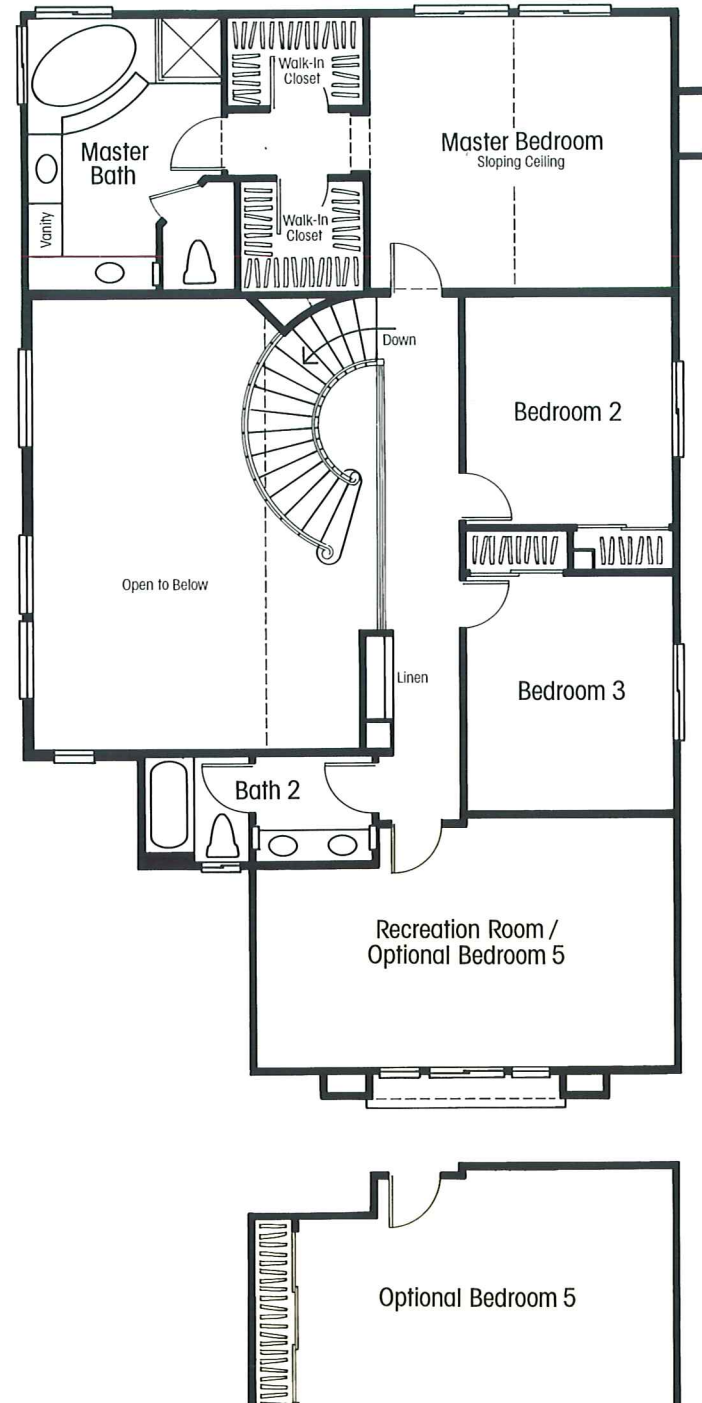 Walk-In
Closet
Master
Bath
Master Bedroom
Sloping Ceiling
Vanity
Walk-In
Closet
Down
Bedroom 2
Open to Below
Linen
Bedroom 3
Bath 2
Recreation Room /
Optional Bedroom 5
Optional Bedroom 5